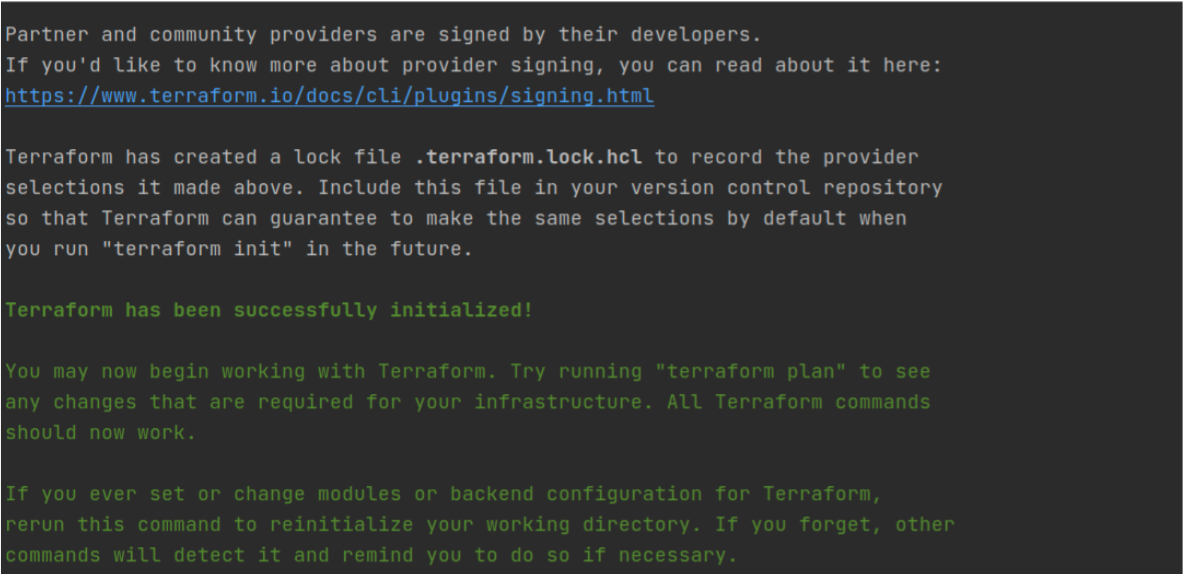 Partner and community providers are signed by their developers.
If you'd like to know more about provider signing, you can read about it here:
https://www.terraform.io/docs/cli/plugins/signing.html
Terraform has created a lock file .terraform.lock.hcl to record the provider
selections it made above. Include this file in your version control repository
so that Terraform can guarantee to make the same selections by default when
you run "terraform init" in the future.
Terraform has been successfully initialized!
You may now begin working with Terraform. Try running "terraform plan" to see
any changes that are required for your infrastructure. All Terraform commands
should now work.
If you ever set or change modules or backend configuration for Terraform,
rerun this command to reinitialize your working directory. If you forget, other
commands will detect it and remind you to do so if necessary.